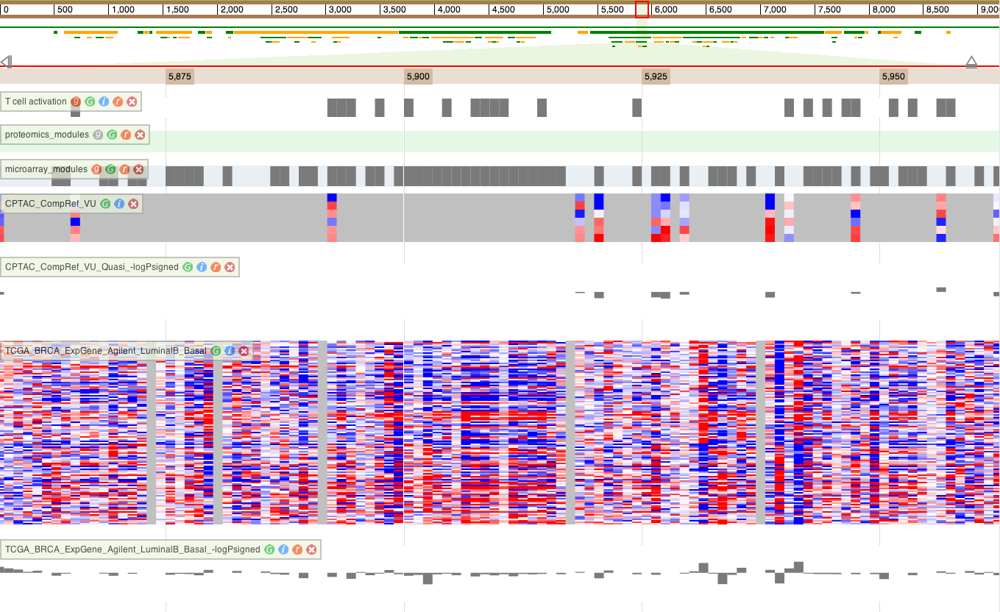 0 500 1,000 1,500 2,000 2,500 3,000 3,500 4,000 4,500 5,000 5,500 6,000 6,500 7,000 7,500 8,000 8,500 9,0
5,875 5,900 5,925 5,950
T cell activation g G i r
proteomics_modules g G r
microarray_modules g G r
CPTAC_CompRef_VU G i
CPTAC_CompRef_VU_Quasi_-logPsigned G i r
TCGA_BRCA_ExpGene_Agilent_LuminalB_Basal G i
TCGA_BRCA_ExpGene_Agilent_LuminalB_Basal_-logPsigned G i r